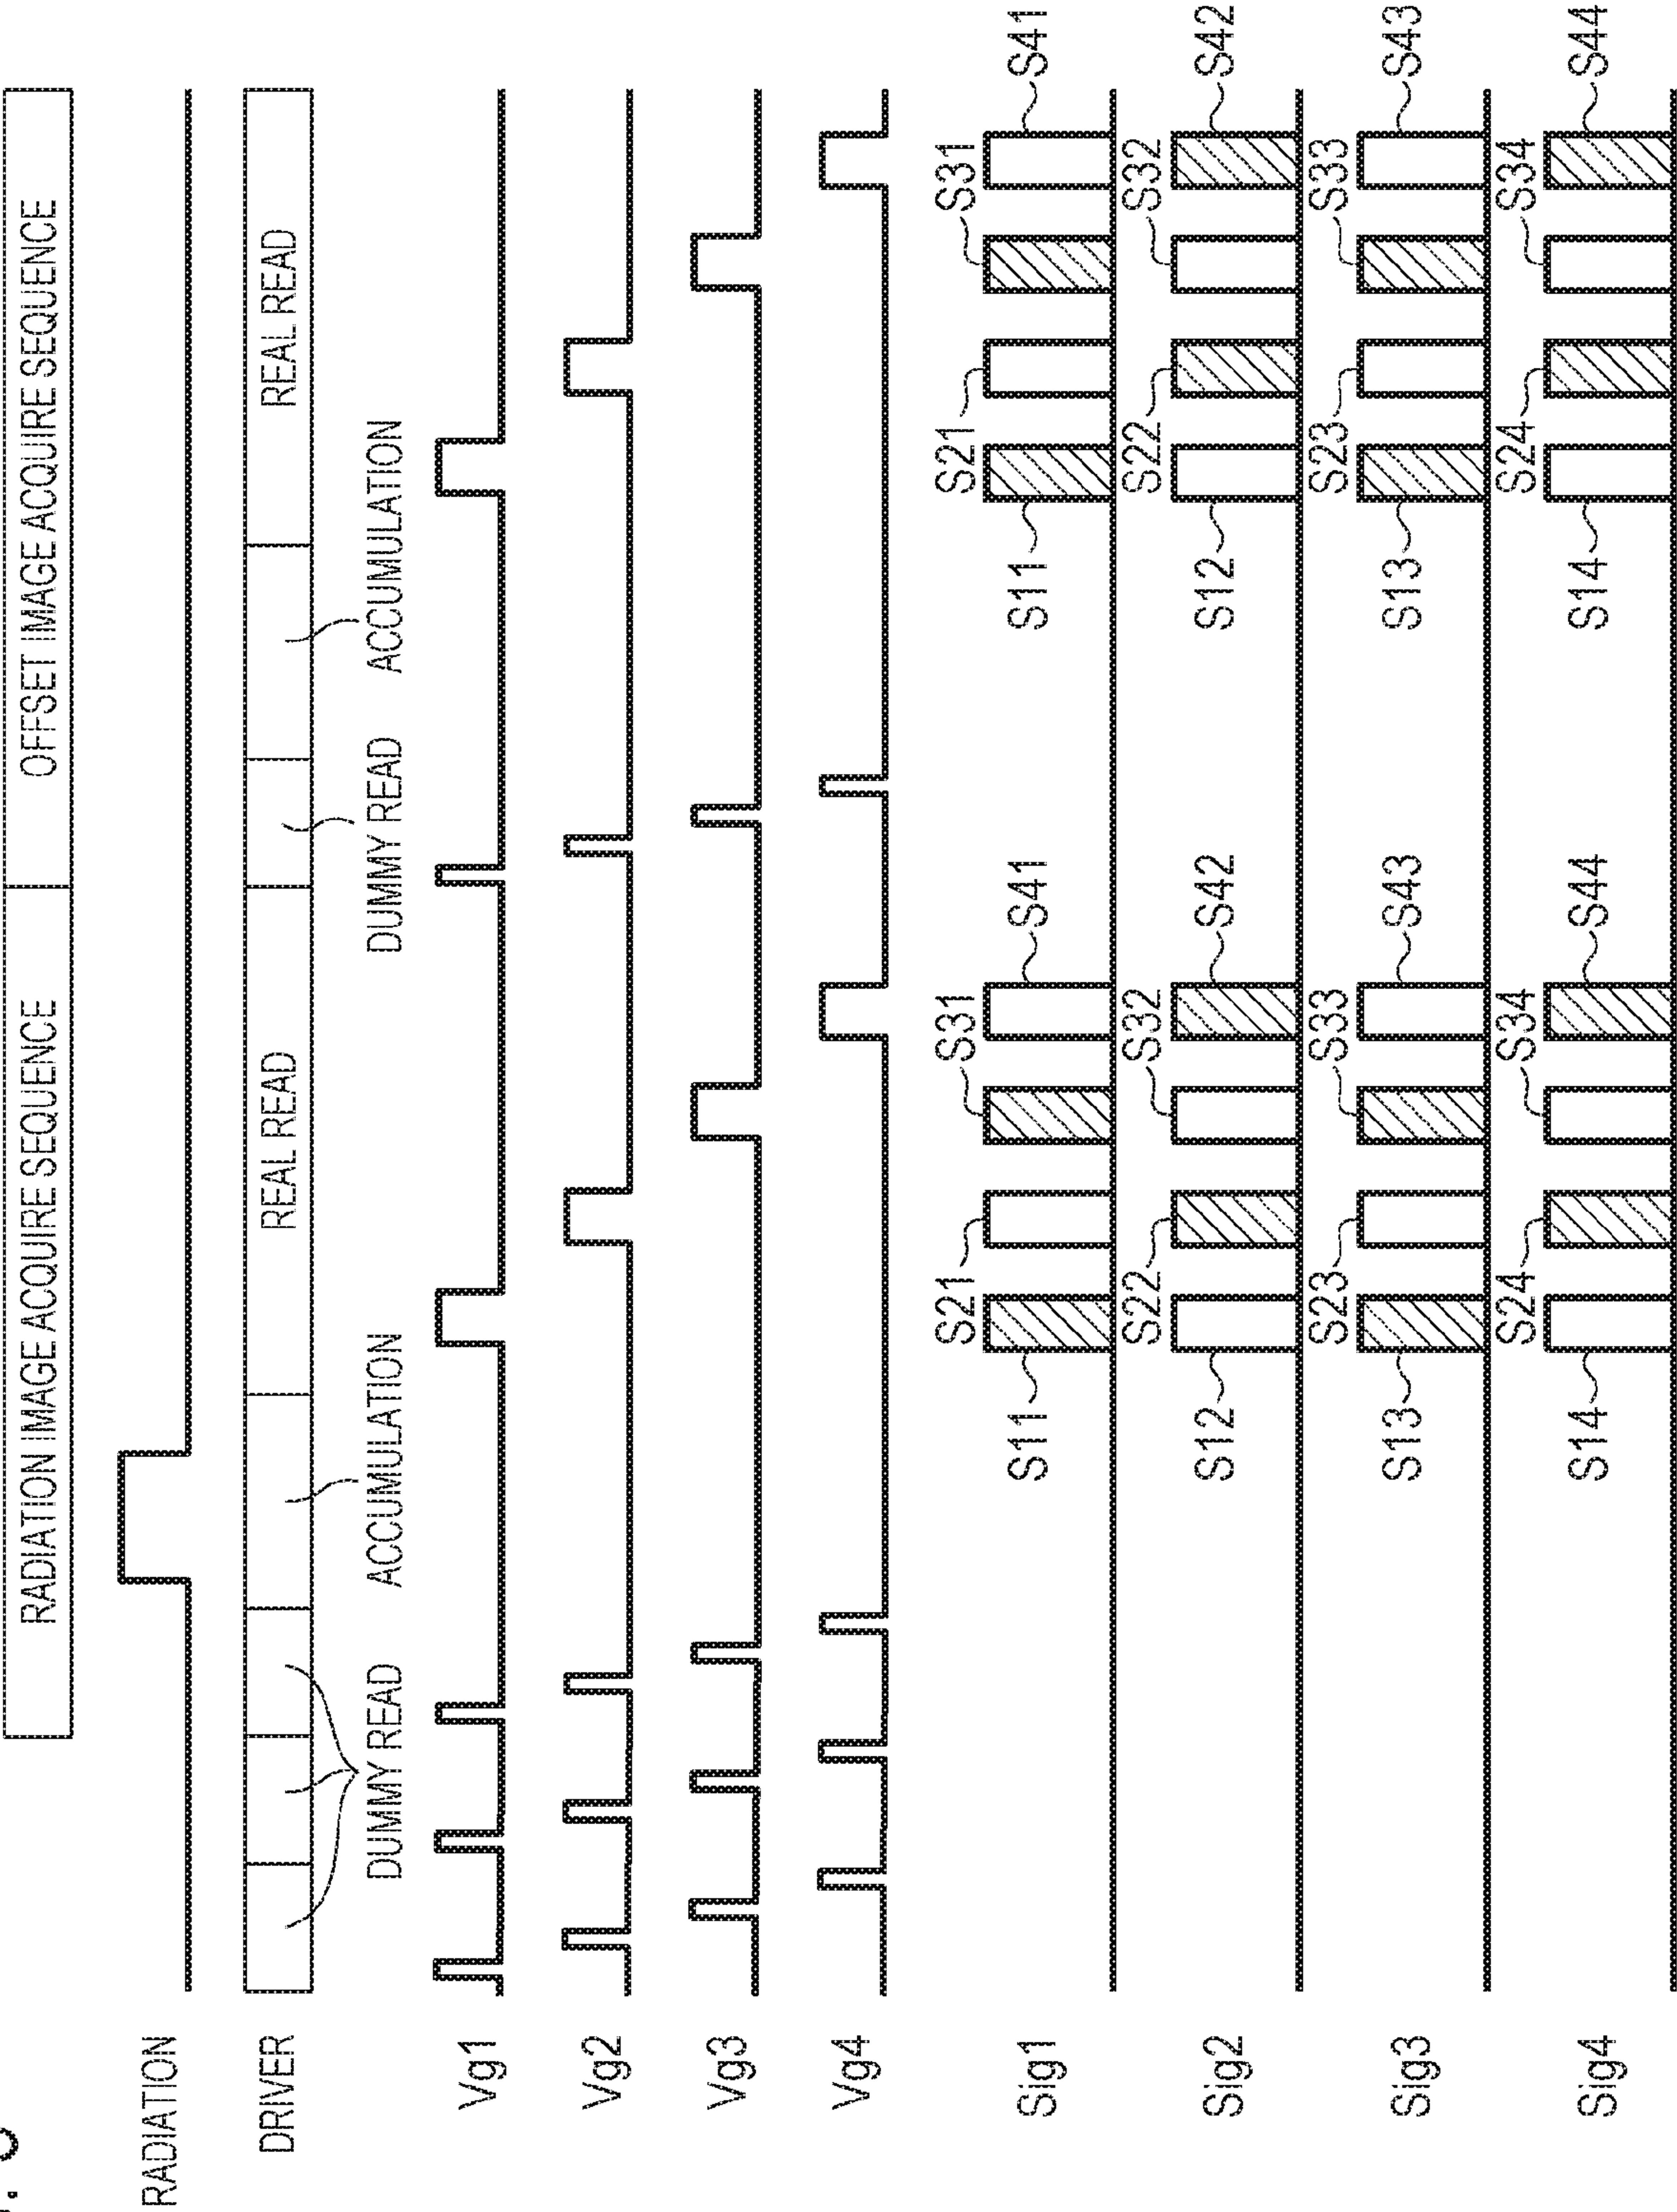 RADIATION IMAGE ACQUIRE SEQUENCE OFFSET IMAGE ACQUIRE SEQUENCE
RADIATION
DRIVER REAL READ REAL READ
DUMMY READ ACCUMULATION DUMMY READ ACCUMULATION
Vg1
Vg2
Vg3
Vg4
S21 S31 S21 S31
Sig1 S11 S41 S11 S41
S22 S32 S22 S32
Sig2 S12 S42 S12 S42
S23 S33 S23 S33
Sig3 S13 S43 S13 S43
S24 S34 S24 S34
Sig4 S14 S44 S14 S44